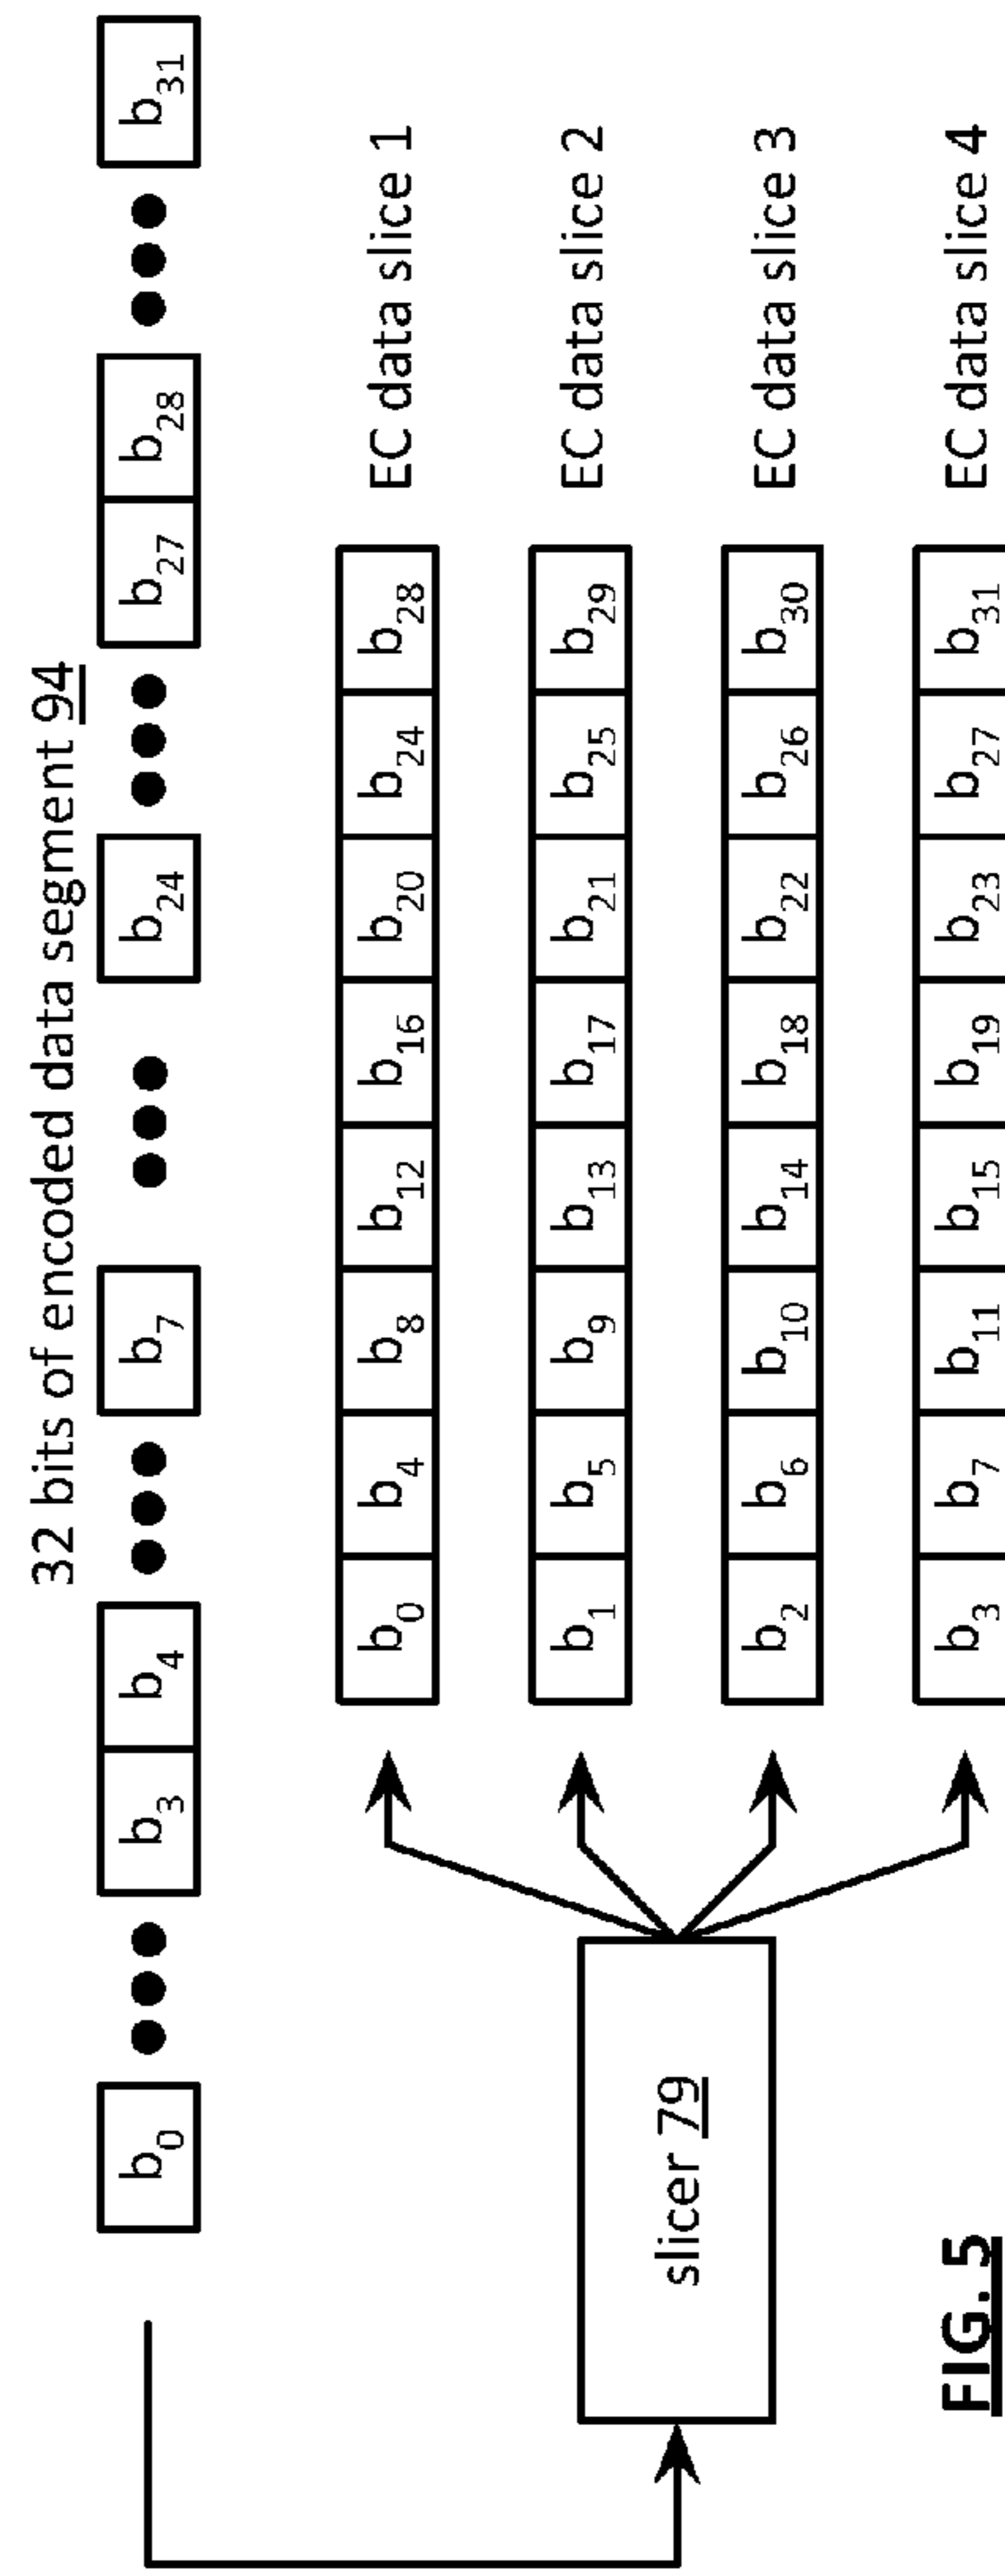 32 bits of encoded data segment 94
b0 ••• b3 b4 ••• b7 ••• b24 ••• b27 b28 ••• b31
b0 b4 b8 b12 b16 b20 b24 b28 EC data slice 1
b1 b5 b9 b13 b17 b21 b25 b29 EC data slice 2
slicer 79
b2 b6 b10 b14 b18 b22 b26 b30 EC data slice 3
b3 b7 b11 b15 b19 b23 b27 b31 EC data slice 4
FIG. 5